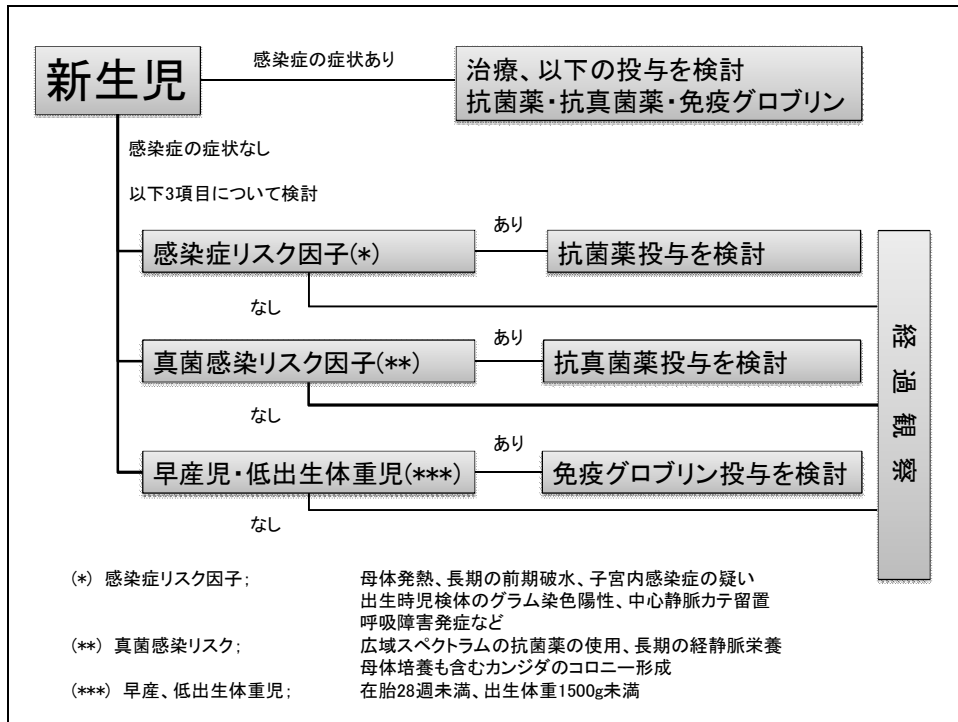 新生児
感染症の症状あり
治療、以下の投与を検討
抗菌薬・抗真菌薬・免疫グロブリン
感染症の症状なし
以下3項目について検討
感染症リスク因子(*)
あり
抗菌薬投与を検討
なし
真菌感染リスク因子(**)
あり
抗真菌薬投与を検討
なし
早産児・低出生体重児(***)
あり
免疫グロブリン投与を検討
なし
経過観察
(*) 感染症リスク因子; 母体発熱、長期の前期破水、子宮内感染症の疑い
出生時児検体のグラム染色陽性、中心静脈カテ留置
呼吸障害発症など
(**) 真菌感染リスク; 広域スペクトラムの抗菌薬の使用、長期の経静脈栄養
母体培養も含むカンジダのコロニー形成
(***) 早産、低出生体重児; 在胎28週未満、出生体重1500g未満